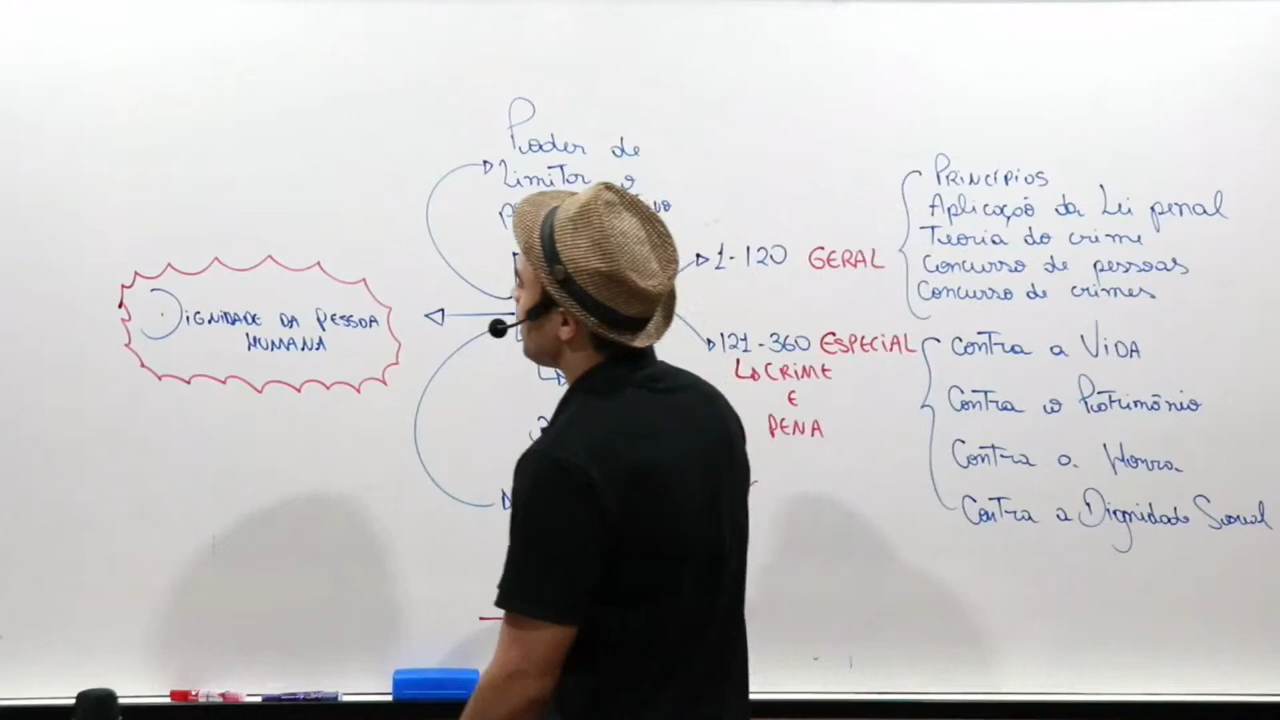 Poder de
Limitar o
DIGNIDADE DA PESSOA
HUMANA
1-120 GERAL
PRINCÍPIOS
Aplicação da Lei penal
Teoria do crime
Concurso de pessoas
Concurso de crimes
121-360 ESPECIAL
CRIME
E
PENA
Contra a VIDA
Contra o Patrimônio
Contra a Honra
Contra a Dignidade Sexual